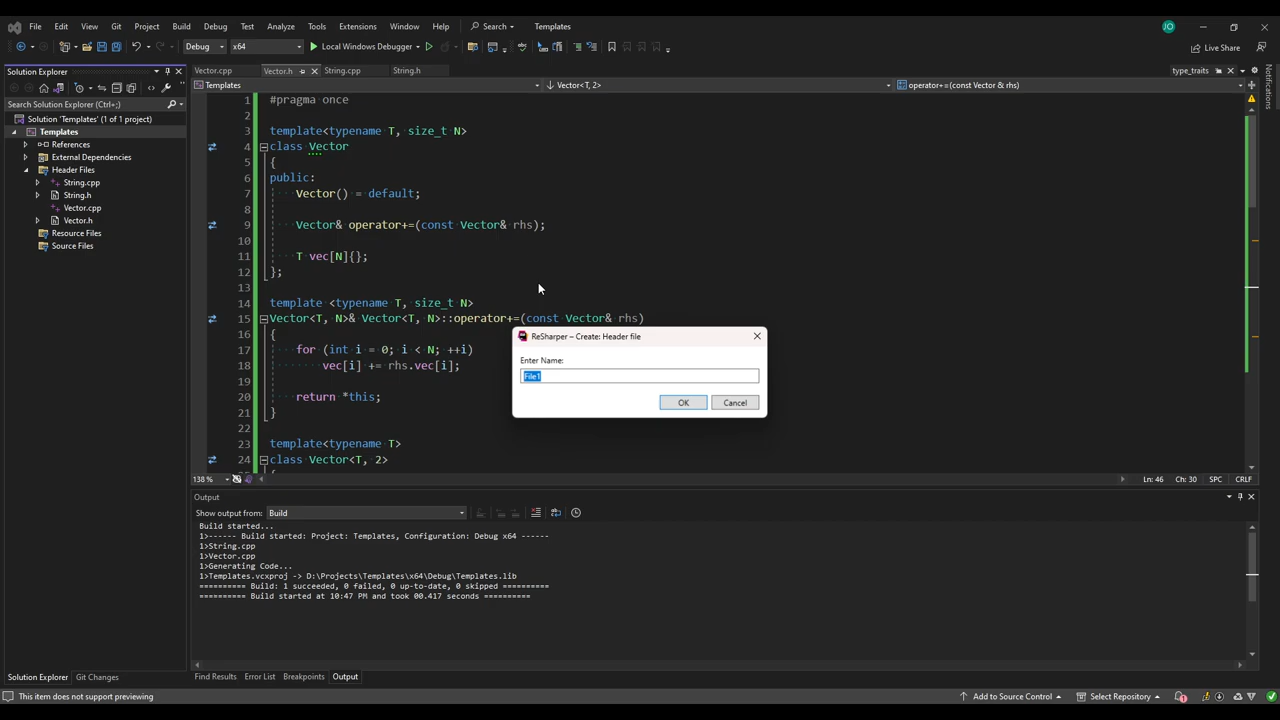 File Edit View Git Project Build Debug Test Analyze Tools Extensions Window Help Search Templates JO
Debug x64 Local Windows Debugger Live Share
Solution Explorer
Search Solution Explorer (Ctrl+;)
Solution 'Templates' (1 of 1 project)
Templates
References
External Dependencies
Header Files
String.cpp
String.h
Vector.cpp
Vector.h
Resource Files
Source Files
Vector.cpp Vector.h String.cpp String.h type_traits
Templates Vector<T, 2> operator+=(const Vector & rhs)
Notifications
1 #pragma once
2
3 template<typename T, size_t N>
4 class Vector
5 {
6 public:
7 Vector() = default;
8
9 Vector& operator+=(const Vector& rhs);
10
11 T vec[N]{};
12 };
13
14 template <typename T, size_t N>
15 Vector<T, N>& Vector<T, N>::operator+=(const Vector& rhs)
16 {
17 for (int i = 0; i < N; ++i)
18 vec[i] += rhs.vec[i];
19
20 return *this;
21 }
22
23 template<typename T>
24 class Vector<T, 2>
ReSharper – Create: Header file
Enter Name:
File1
OK Cancel
138 % Ln: 46 Ch: 30 SPC CRLF
Output
Show output from: Build
Build started...
1>------ Build started: Project: Templates, Configuration: Debug x64 ------
1>String.cpp
1>Vector.cpp
1>Generating Code...
1>Templates.vcxproj -> D:\Projects\Templates\x64\Debug\Templates.lib
========== Build: 1 succeeded, 0 failed, 0 up-to-date, 0 skipped ==========
========== Build started at 10:47 PM and took 00.417 seconds ==========
Solution Explorer Git Changes Find Results Error List Breakpoints Output
This item does not support previewing Add to Source Control Select Repository 1